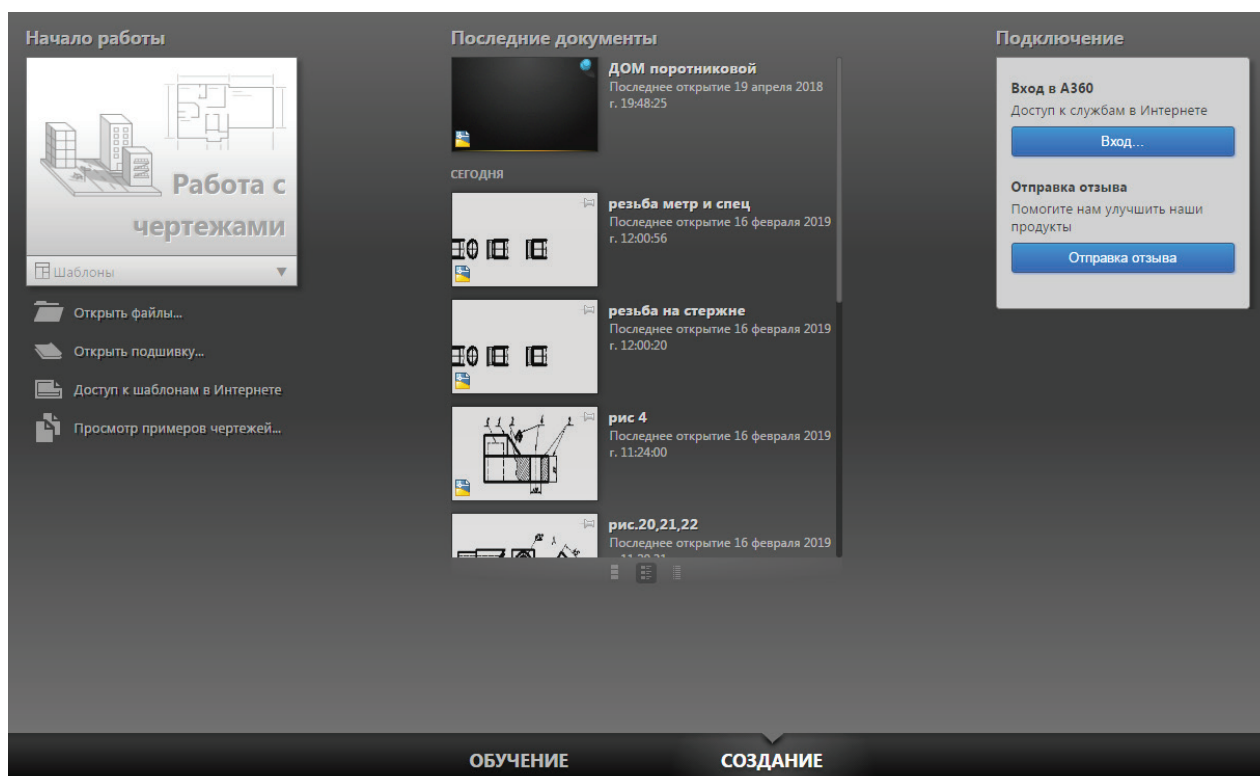 Начало работы
Работа с
чертежами
Шаблоны
Открыть файлы...
Открыть подшивку...
Доступ к шаблонам в Интернете
Просмотр примеров чертежей...
Последние документы
ДОМ поротниковой
Последнее открытие 19 апреля 2018
г. 19:48:25
СЕГОДНЯ
резьба метр и спец
Последнее открытие 16 февраля 2019
г. 12:00:56
резьба на стержне
Последнее открытие 16 февраля 2019
г. 12:00:20
рис 4
Последнее открытие 16 февраля 2019
г. 11:24:00
рис.20,21,22
Последнее открытие 16 февраля 2019
Подключение
Вход в A360
Доступ к службам в Интернете
Вход...
Отправка отзыва
Помогите нам улучшить наши
продукты
Отправка отзыва
ОБУЧЕНИЕ
СОЗДАНИЕ